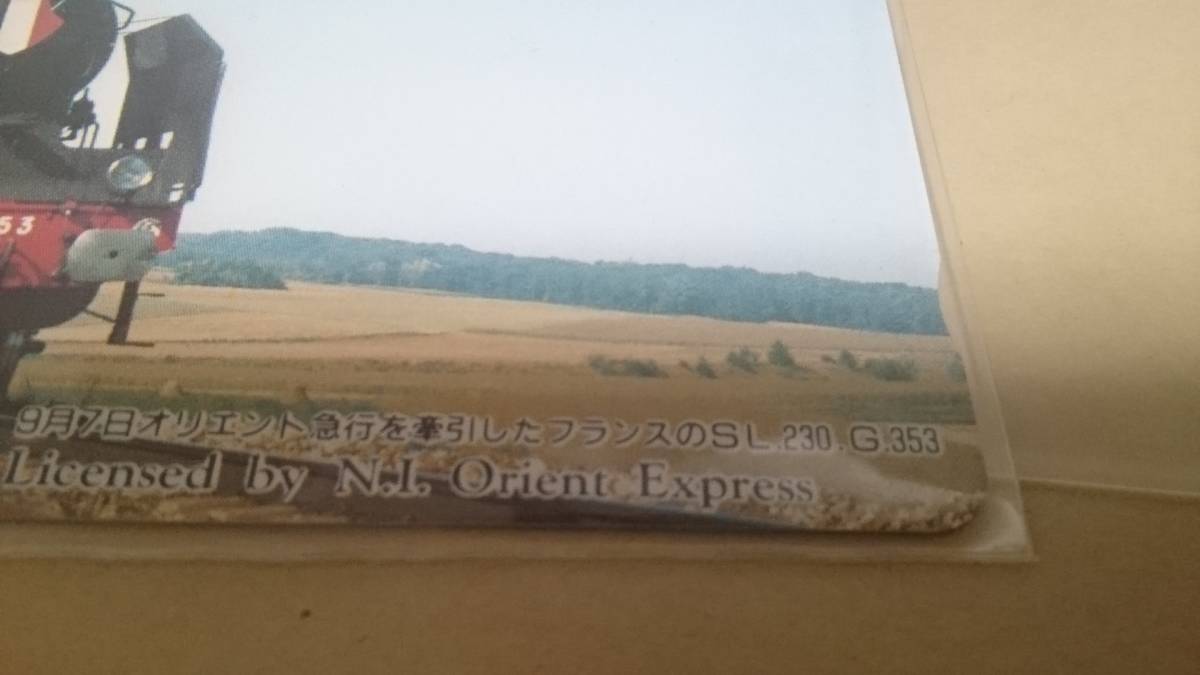 53
9月7日オリエント急行を牽引したフランスのSL.230.G.353
Licensed by N.I. Orient Express